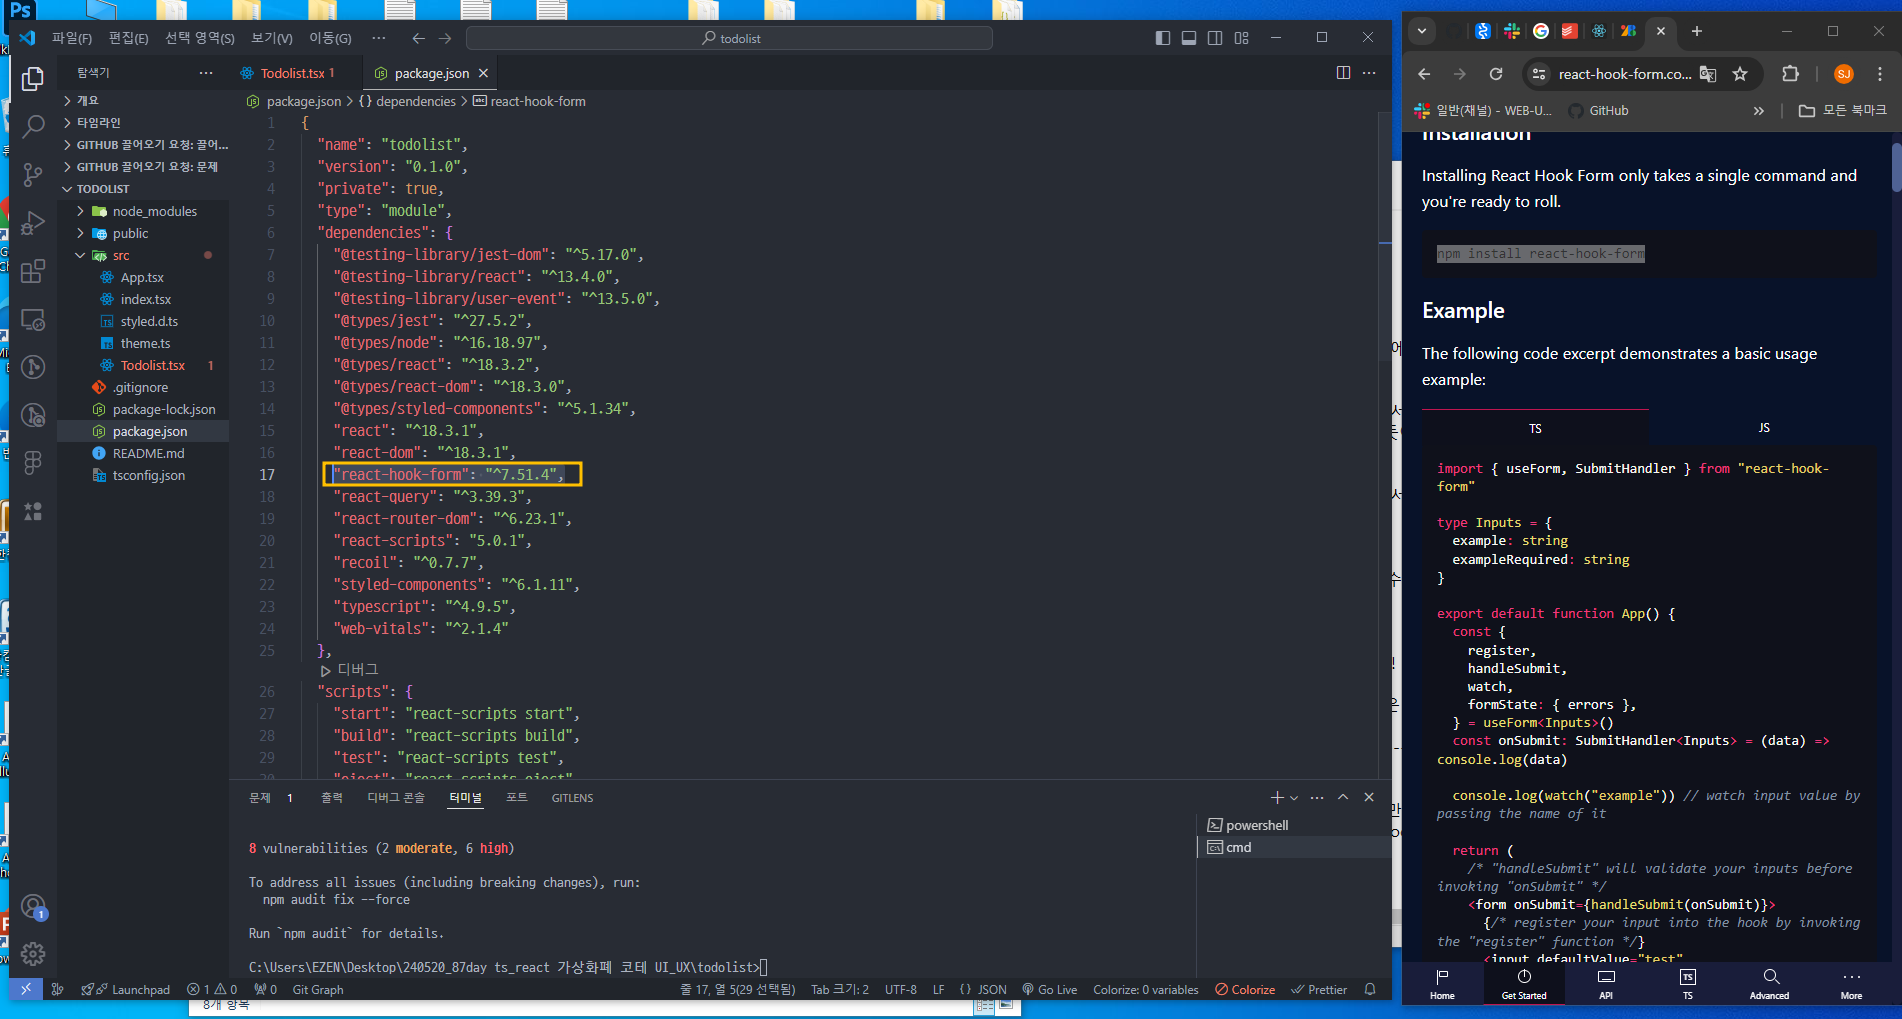 파일(F) 편집(E) 선택 영역(S) 보기(V) 이동(G) ··· todolist
탐색기 ···
개요
타임라인
GITHUB 끌어오기 요청: 끌어...
GITHUB 끌어오기 요청: 문제
TODOLIST
node_modules
public
src
App.tsx
index.tsx
styled.d.ts
theme.ts
Todolist.tsx 1
.gitignore
package-lock.json
package.json
README.md
tsconfig.json
Todolist.tsx 1 package.json
package.json > {} dependencies > react-hook-form
1 {
2 "name": "todolist",
3 "version": "0.1.0",
4 "private": true,
5 "type": "module",
6 "dependencies": {
7 "@testing-library/jest-dom": "^5.17.0",
8 "@testing-library/react": "^13.4.0",
9 "@testing-library/user-event": "^13.5.0",
10 "@types/jest": "^27.5.2",
11 "@types/node": "^16.18.97",
12 "@types/react": "^18.3.2",
13 "@types/react-dom": "^18.3.0",
14 "@types/styled-components": "^5.1.34",
15 "react": "^18.3.1",
16 "react-dom": "^18.3.1",
17 "react-hook-form": "^7.51.4",
18 "react-query": "^3.39.3",
19 "react-router-dom": "^6.23.1",
20 "react-scripts": "5.0.1",
21 "recoil": "^0.7.7",
22 "styled-components": "^6.1.11",
23 "typescript": "^4.9.5",
24 "web-vitals": "^2.1.4"
25 },
디버그
26 "scripts": {
27 "start": "react-scripts start",
28 "build": "react-scripts build",
29 "test": "react-scripts test",
문제 1 출력 디버그 콘솔 터미널 포트 GITLENS
powershell
cmd
8 vulnerabilities (2 moderate, 6 high)
To address all issues (including breaking changes), run:
npm audit fix --force
Run `npm audit` for details.
C:\Users\EZEN\Desktop\240520_87day ts_react 가상화폐 코테 UI_UX\todolist>
Launchpad 1 0 0 Git Graph 줄 17, 열 5(29 선택됨) Tab 크기: 2 UTF-8 LF {} JSON Go Live Colorize: 0 variables Colorize Prettier
8개 항목
react-hook-form.co... SJ
일반(채널) - WEB-U... GitHub » 모든 북마크
Installation
Installing React Hook Form only takes a single command and
you're ready to roll.
npm install react-hook-form
Example
The following code excerpt demonstrates a basic usage
example:
TS JS
import { useForm, SubmitHandler } from "react-hook-
form"
type Inputs = {
example: string
exampleRequired: string
}
export default function App() {
const {
register,
handleSubmit,
watch,
formState: { errors },
} = useForm<Inputs>()
const onSubmit: SubmitHandler<Inputs> = (data) =>
console.log(data)
console.log(watch("example")) // watch input value by
passing the name of it
return (
/* "handleSubmit" will validate your inputs before
invoking "onSubmit" */
<form onSubmit={handleSubmit(onSubmit)}>
{/* register your input into the hook by invoking
the "register" function */}
<input defaultValue="test"
Home Get Started API TS Advanced More